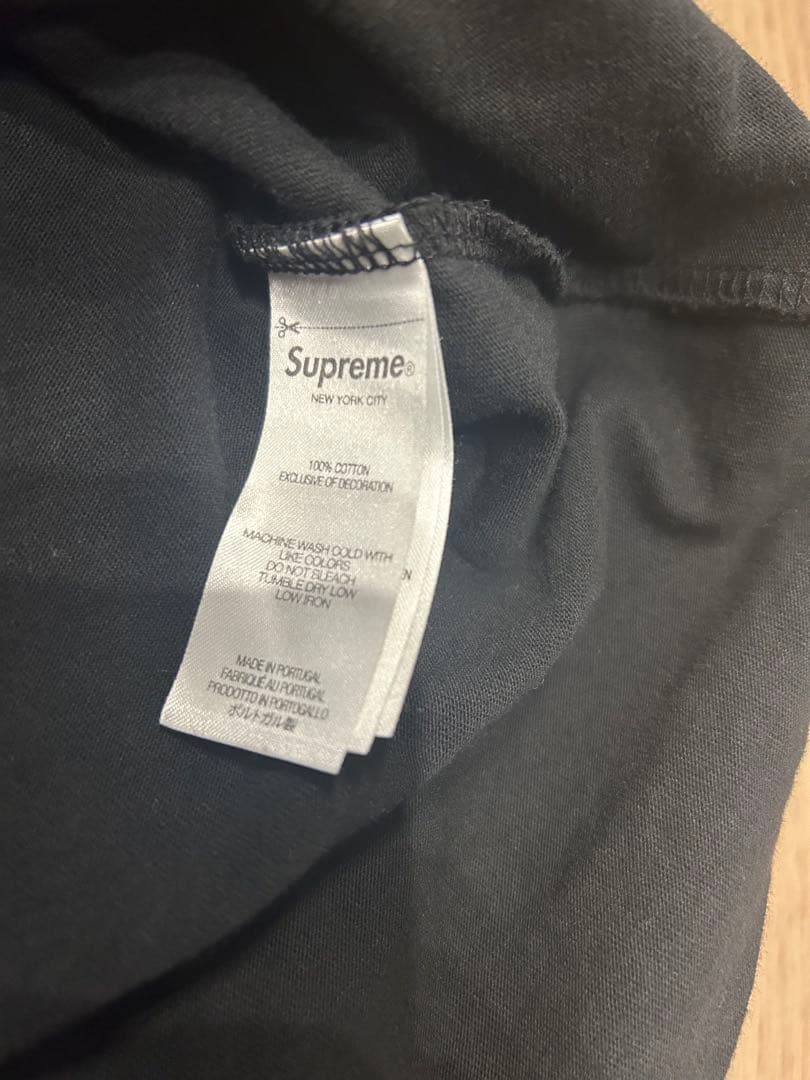 Supreme®
NEW YORK CITY
100% COTTON
EXCLUSIVE OF DECORATION
MACHINE WASH COLD WITH
LIKE COLORS
DO NOT BLEACH
TUMBLE DRY LOW
LOW IRON
MADE IN PORTUGAL
FABRIQUÉ AU PORTUGAL
PRODOTTO IN PORTOGALLO
ポルトガル製